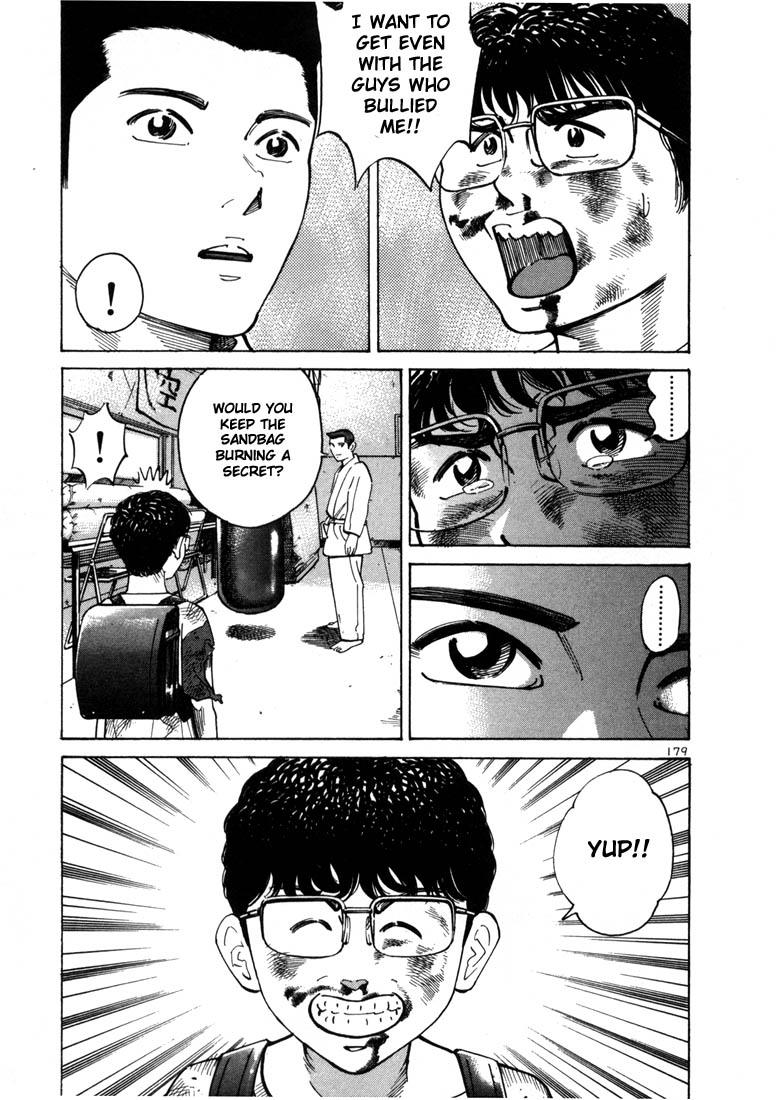 I WANT TO
GET EVEN
WITH THE
GUYS WHO
BULLIED
ME!!
!
........
........
WOULD YOU
KEEP THE
SANDBAG
BURNING A
SECRET?
空
!
179
YUP!!